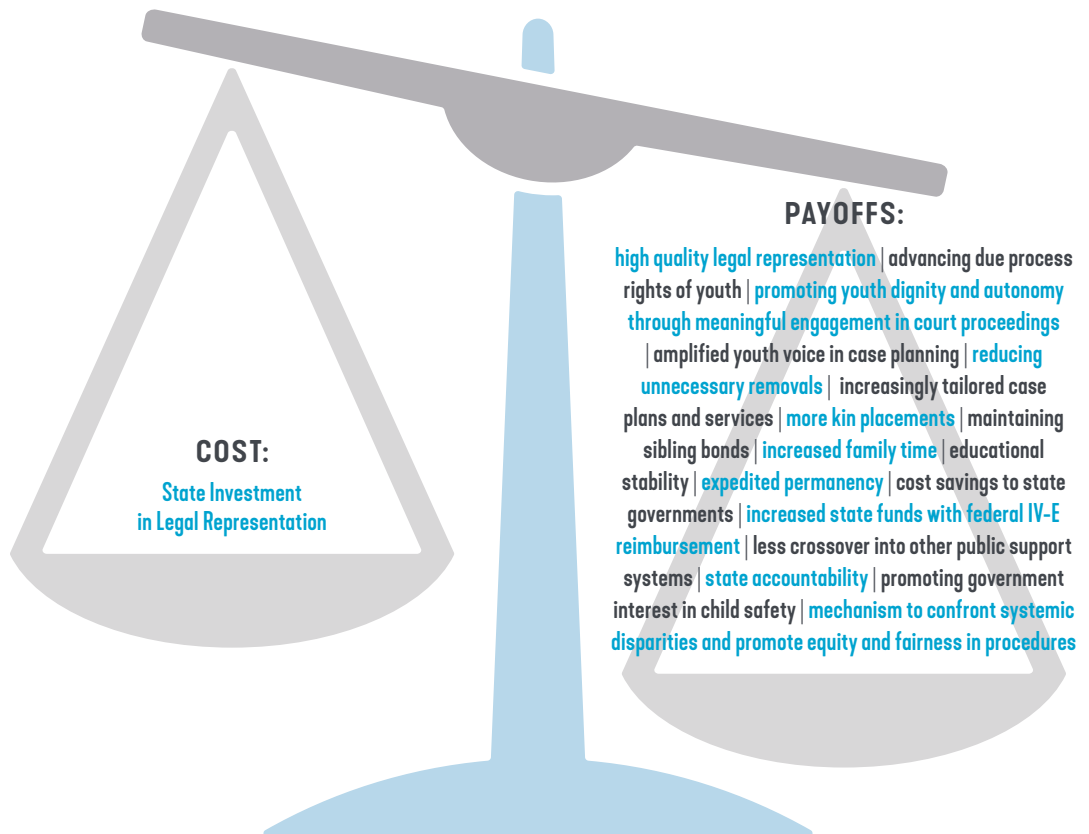 PAYOFFS:
high quality legal representation | advancing due process
rights of youth | promoting youth dignity and autonomy
through meaningful engagement in court proceedings
| amplified youth voice in case planning | reducing
unnecessary removals | increasingly tailored case
plans and services | more kin placements | maintaining
sibling bonds | increased family time | educational
stability | expedited permanency | cost savings to state
governments | increased state funds with federal IV-E
reimbursement | less crossover into other public support
systems | state accountability | promoting government
interest in child safety | mechanism to confront systemic
disparities and promote equity and fairness in procedures
COST:
State Investment
in Legal Representation